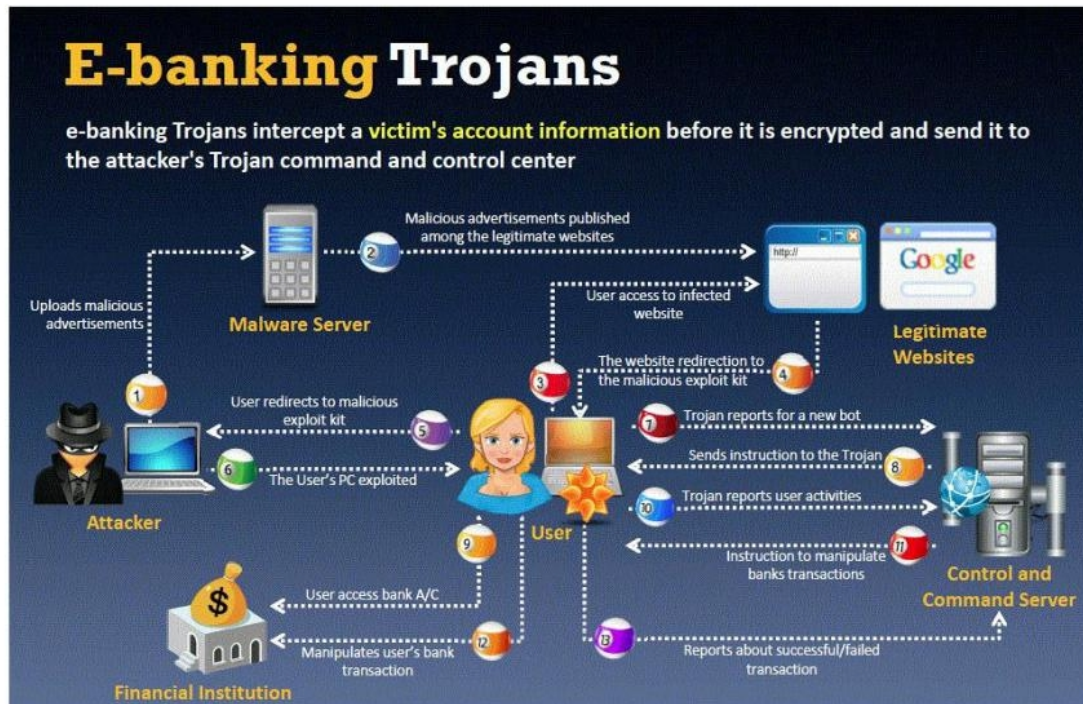 E-banking Trojans
e-banking Trojans intercept a victim's account information before it is encrypted and send it to
the attacker's Trojan command and control center
Malicious advertisements published
among the legitimate websites
2
http://
Google
Uploads malicious
advertisements
Malware Server
User access to infected
website
Legitimate
Websites
1
3
The website redirection to
the malicious exploit kit
4
User redirects to malicious
exploit kit
5
7
Trojan reports for a new bot
6
The User's PC exploited
Sends instruction to the Trojan
8
Attacker
User
10
Trojan reports user activities
9
11
Instruction to manipulate
banks transactions
Control and
Command Server
$
User access bank A/C
12
Manipulates user's bank
transaction
13
Reports about successful/failed
transaction
Financial Institution